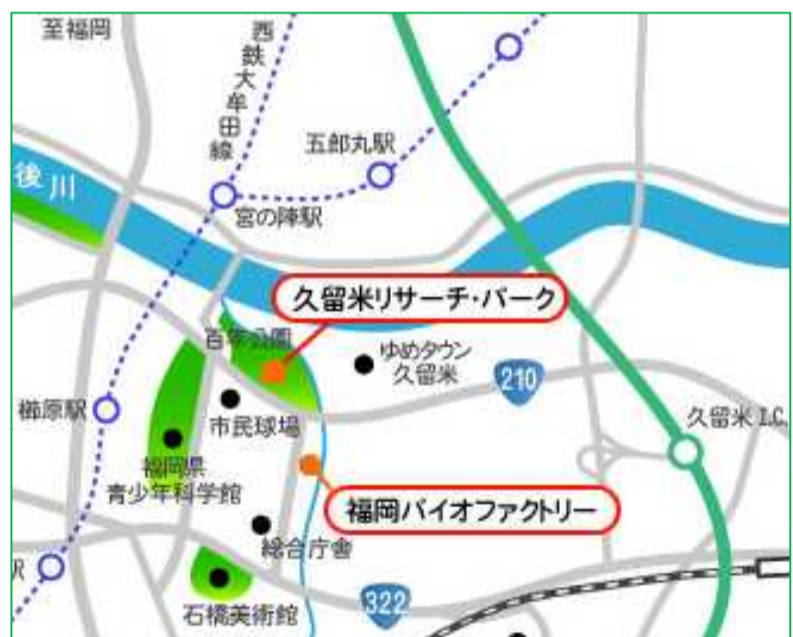 至福岡
西鉄大牟田線
五郎丸駅
後川
宮の陣駅
久留米リサーチ・パーク
百年公園
ゆめタウン
久留米
210
櫛原駅
市民球場
久留米 I.C.
福岡県
青少年科学館
福岡バイオファクトリー
総合庁舎
石橋美術館
322